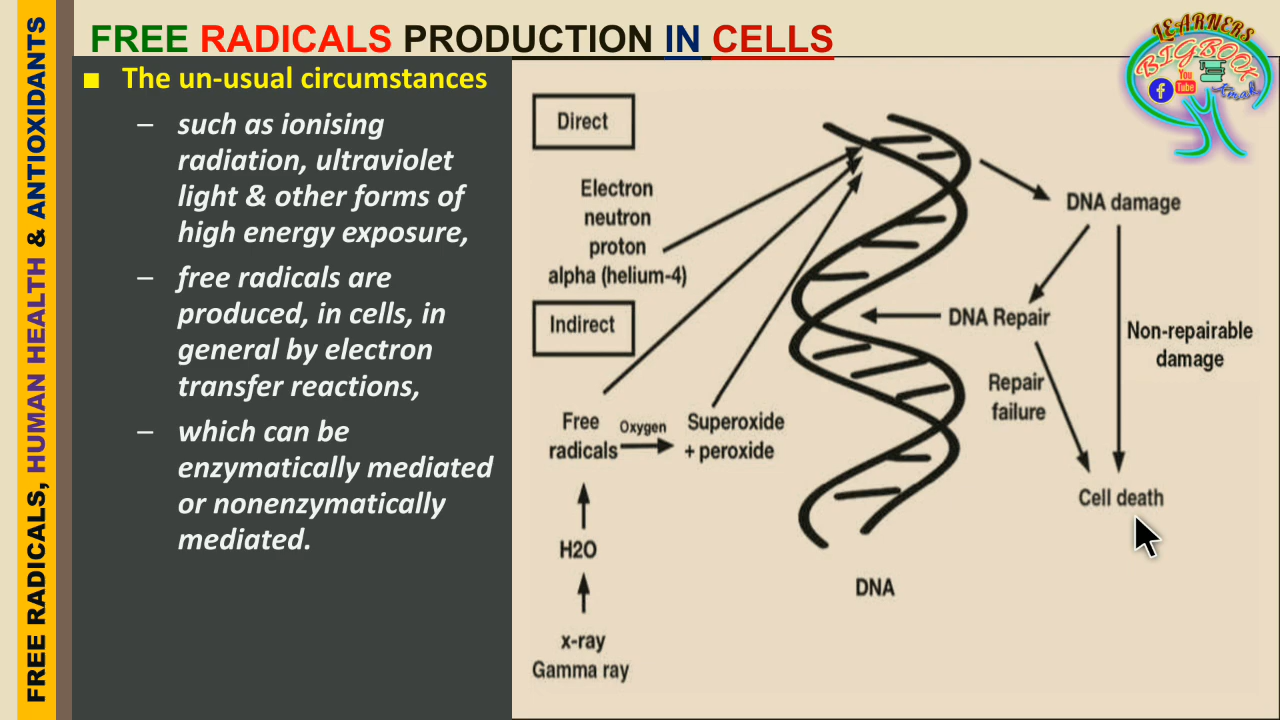 FREE RADICALS, HUMAN HEALTH & ANTIOXIDANTS
FREE RADICALS PRODUCTION IN CELLS
The un-usual circumstances
– such as ionising
radiation, ultraviolet
light & other forms of
high energy exposure,
– free radicals are
produced, in cells, in
general by electron
transfer reactions,
– which can be
enzymatically mediated
or nonenzymatically
mediated.
Direct
Electron
neutron
proton
alpha (helium-4)
Indirect
Free
radicals
Oxygen
Superoxide
+ peroxide
H2O
x-ray
Gamma ray
DNA
DNA damage
DNA Repair
Non-repairable
damage
Repair
failure
Cell death
LEARNERS
BIGBOOK
You
Tube
f